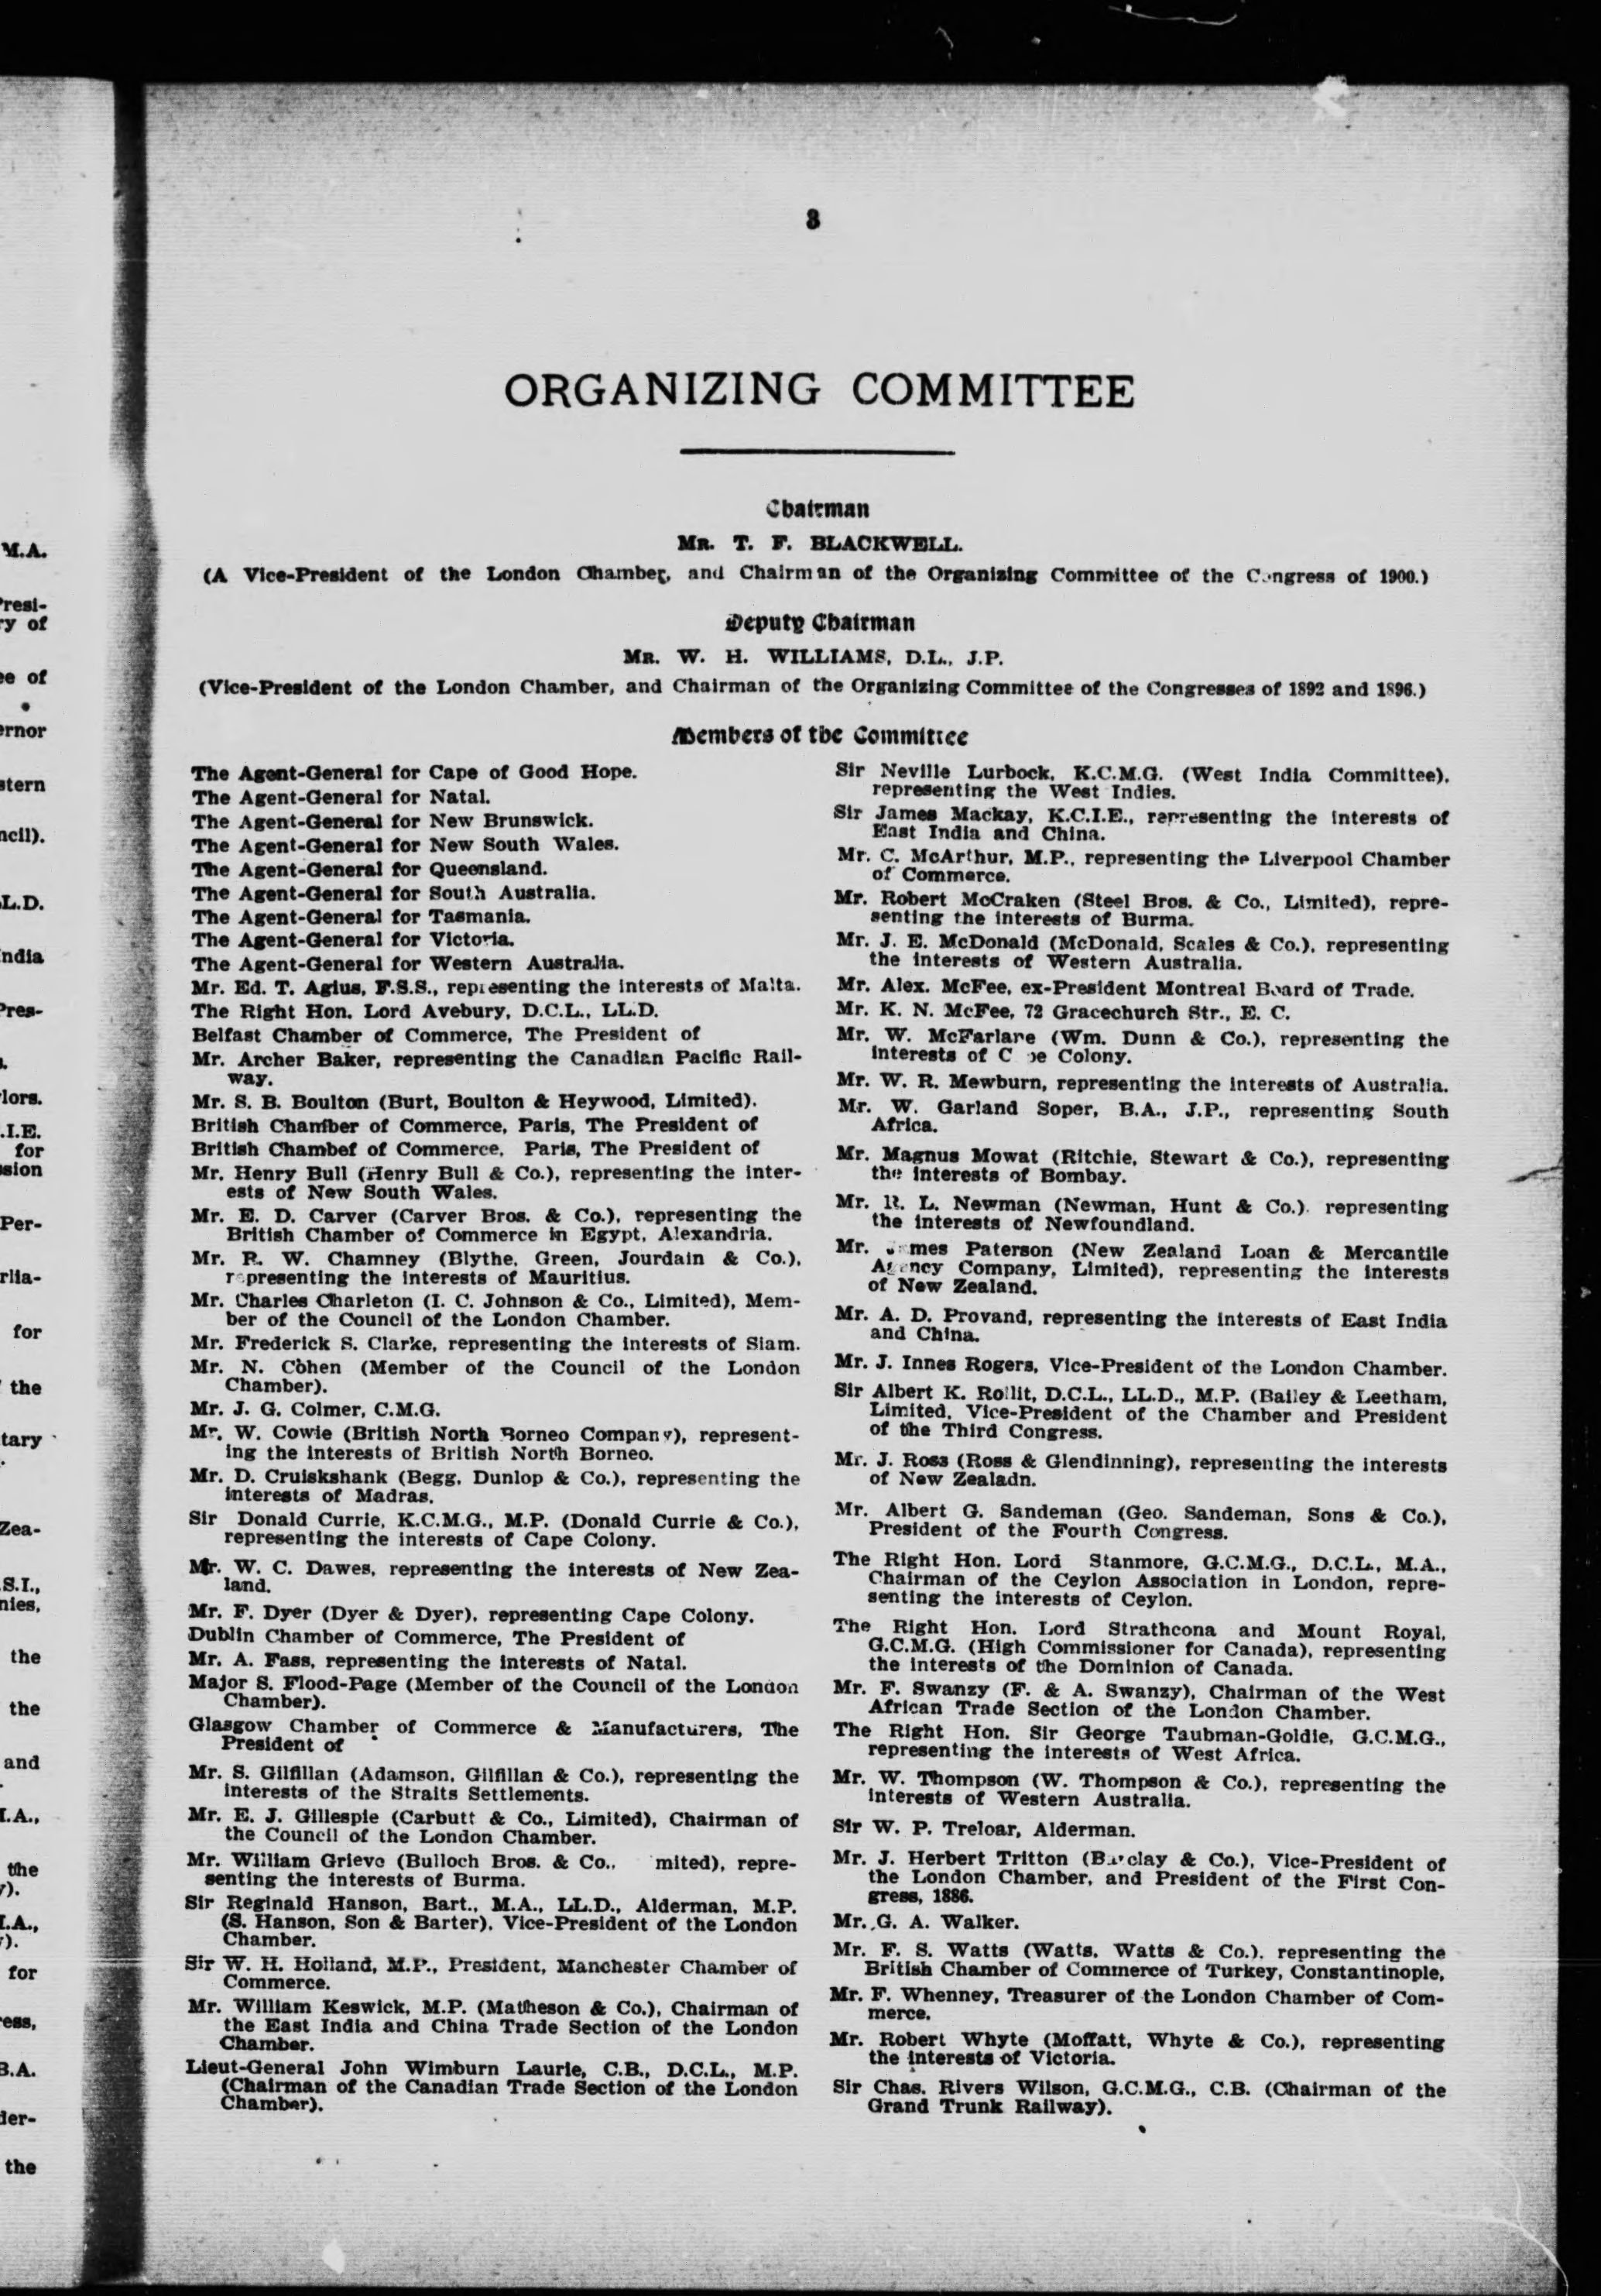 3
ORGANIZING COMMITTEE
Chairman
MR. T. F. BLACKWELL.
(A Vice-President of the London Chamber, and Chairman of the Organizing Committee of the Congress of 1900.)
Deputy Chairman
MR. W. H. WILLIAMS, D.L., J.P.
(Vice-President of the London Chamber, and Chairman of the Organizing Committee of the Congresses of 1892 and 1896.)
Members of the Committee
The Agent-General for Cape of Good Hope.
The Agent-General for Natal.
The Agent-General for New Brunswick.
The Agent-General for New South Wales.
The Agent-General for Queensland.
The Agent-General for South Australia.
The Agent-General for Tasmania.
The Agent-General for Victoria.
The Agent-General for Western Australia.
Mr. Ed. T. Agius, F.S.S., representing the interests of Malta.
The Right Hon. Lord Avebury, D.C.L., LL.D.
Belfast Chamber of Commerce, The President of
Mr. Archer Baker, representing the Canadian Pacific Rail-
way.
Mr. S. B. Boulton (Burt, Boulton & Heywood, Limited).
British Chamber of Commerce, Paris, The President of
British Chambef of Commerce, Paris, The President of
Mr. Henry Bull (Henry Bull & Co.), representing the inter-
ests of New South Wales.
Mr. E. D. Carver (Carver Bros. & Co.), representing the
British Chamber of Commerce in Egypt, Alexandria.
Mr. R. W. Chamney (Blythe, Green, Jourdain & Co.),
representing the interests of Mauritius.
Mr. Charles Charleton (I. C. Johnson & Co., Limited), Mem-
ber of the Council of the London Chamber.
Mr. Frederick S. Clarke, representing the interests of Siam.
Mr. N. Cohen (Member of the Council of the London
Chamber).
Mr. J. G. Colmer, C.M.G.
Mr. W. Cowie (British North Borneo Company), represent-
ing the interests of British North Borneo.
Mr. D. Cruiskshank (Begg, Dunlop & Co.), representing the
interests of Madras.
Sir Donald Currie, K.C.M.G., M.P. (Donald Currie & Co.),
representing the interests of Cape Colony.
Mr. W. C. Dawes, representing the interests of New Zea-
land.
Mr. F. Dyer (Dyer & Dyer), representing Cape Colony.
Dublin Chamber of Commerce, The President of
Mr. A. Fass, representing the interests of Natal.
Major S. Flood-Page (Member of the Council of the London
Chamber).
Glasgow Chamber of Commerce & Manufacturers, The
President of
Mr. S. Gilfillan (Adamson, Gilfillan & Co.), representing the
interests of the Straits Settlements.
Mr. E. J. Gillespie (Carbutt & Co., Limited), Chairman of
the Council of the London Chamber.
Mr. William Grieve (Bulloch Bros. & Co., mited), repre-
senting the interests of Burma.
Sir Reginald Hanson, Bart., M.A., LL.D., Alderman, M.P.
(S. Hanson, Son & Barter), Vice-President of the London
Chamber.
Sir W. H. Holland, M.P., President, Manchester Chamber of
Commerce.
Mr. William Keswick, M.P. (Matheson & Co.), Chairman of
the East India and China Trade Section of the London
Chamber.
Lieut-General John Wimburn Laurie, C.B., D.C.L., M.P.
(Chairman of the Canadian Trade Section of the London
Chamber).
Sir Neville Lurbock, K.C.M.G. (West India Committee),
representing the West Indies.
Sir James Mackay, K.C.I.E., representing the interests of
East India and China.
Mr. C. McArthur, M.P., representing the Liverpool Chamber
of Commerce.
Mr. Robert McCraken (Steel Bros. & Co., Limited), repre-
senting the interests of Burma.
Mr. J. E. McDonald (McDonald, Scales & Co.), representing
the interests of Western Australia.
Mr. Alex. McFee, ex-President Montreal Board of Trade.
Mr. K. N. McFee, 72 Gracechurch Str., E. C.
Mr. W. McFarlane (Wm. Dunn & Co.), representing the
interests of C pe Colony.
Mr. W. R. Mewburn, representing the interests of Australia.
Mr. W. Garland Soper, B.A., J.P., representing South
Africa.
Mr. Magnus Mowat (Ritchie, Stewart & Co.), representing
the interests of Bombay.
Mr. R. L. Newman (Newman, Hunt & Co.). representing
the interests of Newfoundland.
Mr. James Paterson (New Zealand Loan & Mercantile
Agency Company, Limited), representing the interests
of New Zealand.
Mr. A. D. Provand, representing the interests of East India
and China.
Mr. J. Innes Rogers, Vice-President of the London Chamber.
Sir Albert K. Rollit, D.C.L., LL.D., M.P. (Bailey & Leetham,
Limited, Vice-President of the Chamber and President
of the Third Congress.
Mr. J. Ross (Ross & Glendinning), representing the interests
of New Zealadn.
Mr. Albert G. Sandeman (Geo. Sandeman, Sons & Co.),
President of the Fourth Congress.
The Right Hon. Lord Stanmore, G.C.M.G., D.C.L., M.A.,
Chairman of the Ceylon Association in London, repre-
senting the interests of Ceylon.
The Right Hon. Lord Strathcona and Mount Royal,
G.C.M.G. (High Commissioner for Canada), representing
the interests of the Dominion of Canada.
Mr. F. Swanzy (F. & A. Swanzy), Chairman of the West
African Trade Section of the London Chamber.
The Right Hon. Sir George Taubman-Goldie, G.C.M.G.,
representing the interests of West Africa.
Mr. W. Thompson (W. Thompson & Co.), representing the
interests of Western Australia.
Sir W. P. Treloar, Alderman.
Mr. J. Herbert Tritton (Barclay & Co.), Vice-President of
the London Chamber, and President of the First Con-
gress, 1886.
Mr. G. A. Walker.
Mr. F. S. Watts (Watts, Watts & Co.), representing the
British Chamber of Commerce of Turkey, Constantinople,
Mr. F. Whenney, Treasurer of the London Chamber of Com-
merce.
Mr. Robert Whyte (Moffatt, Whyte & Co.), representing
the interests of Victoria.
Sir Chas. Rivers Wilson, G.C.M.G., C.B. (Chairman of the
Grand Trunk Railway).